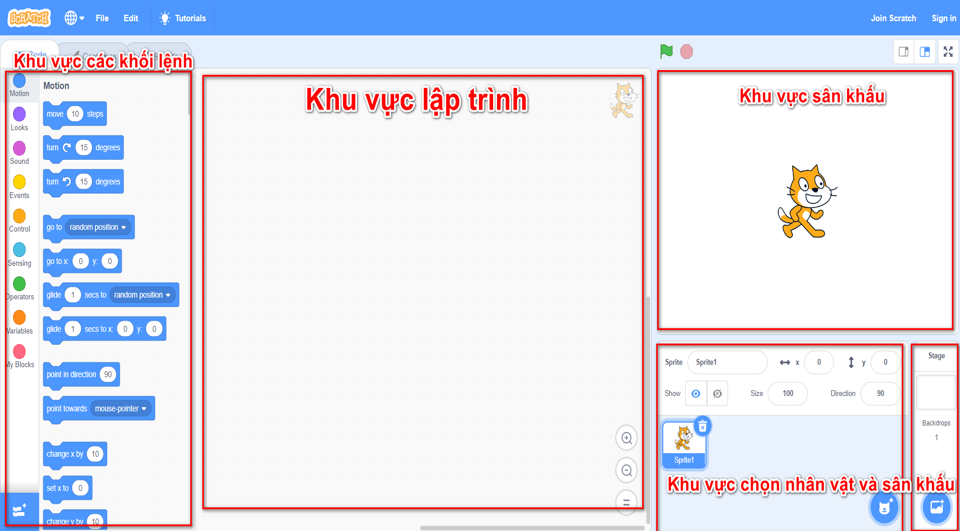 SCRATCH
File Edit Tutorials
Join Scratch Sign in
Khu vực các khối lệnh
Khu vực lập trình
Khu vực sân khấu
Motion
Looks
Sound
Events
Control
Sensing
Operators
Variables
My Blocks
Motion
move 10 steps
turn 15 degrees
turn 15 degrees
go to random position
go to x: 0 y: 0
glide 1 secs to random position
glide 1 secs to x: 0 y: 0
point in direction 90
point towards mouse-pointer
change x by 10
set x to 0
change y by 10
Sprite Sprite1 x 0 y 0
Show Size 100 Direction 90
Sprite1
Stage
Backdrops
1
Khu vực chọn nhân vật và sân khấu